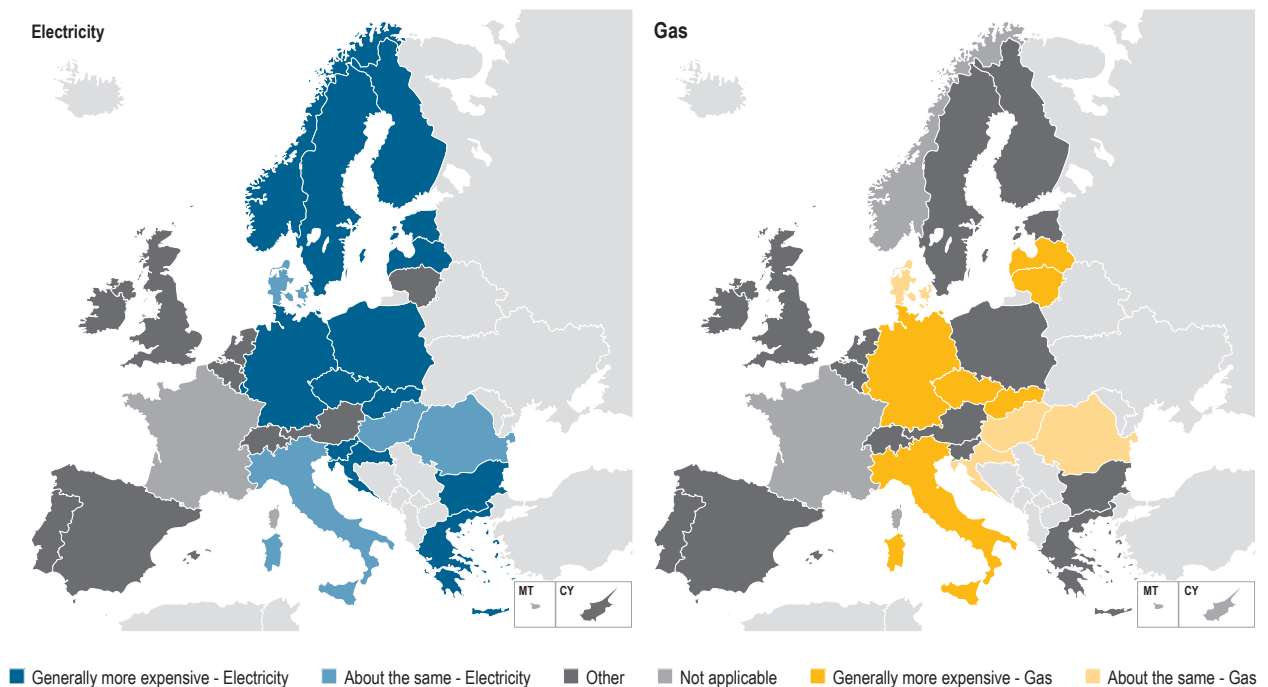 Electricity
Gas
MT
CY
MT
CY
Generally more expensive - Electricity
About the same - Electricity
Other
Not applicable
Generally more expensive - Gas
About the same - Gas